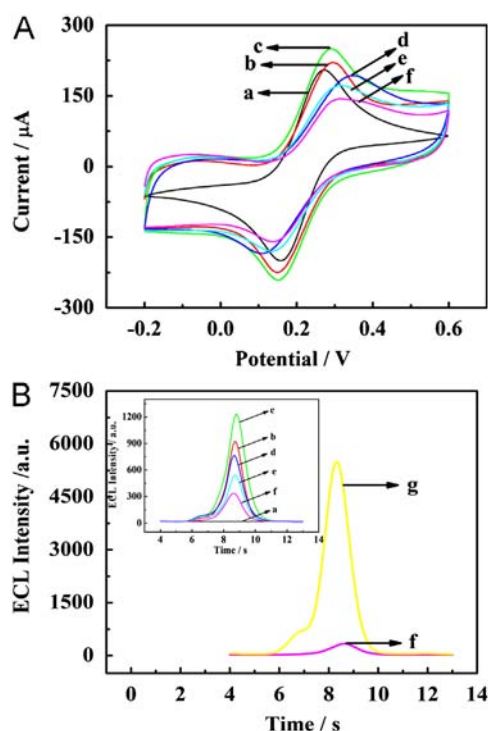 A
c
d
b
e
a
f
300
150
0
-150
-300
Current / µA
-0.2
0.0
0.2
0.4
0.6
Potential / V
B
7500
6000
4500
3000
1500
0
ECL Intensity /a.u.
1200
900
600
300
0
ECL Intensity/ a.u.
b
d
e
f
a
4 6 8 10 12 14
Time / s
g
f
0 2 4 6 8 10 12 14
Time / s